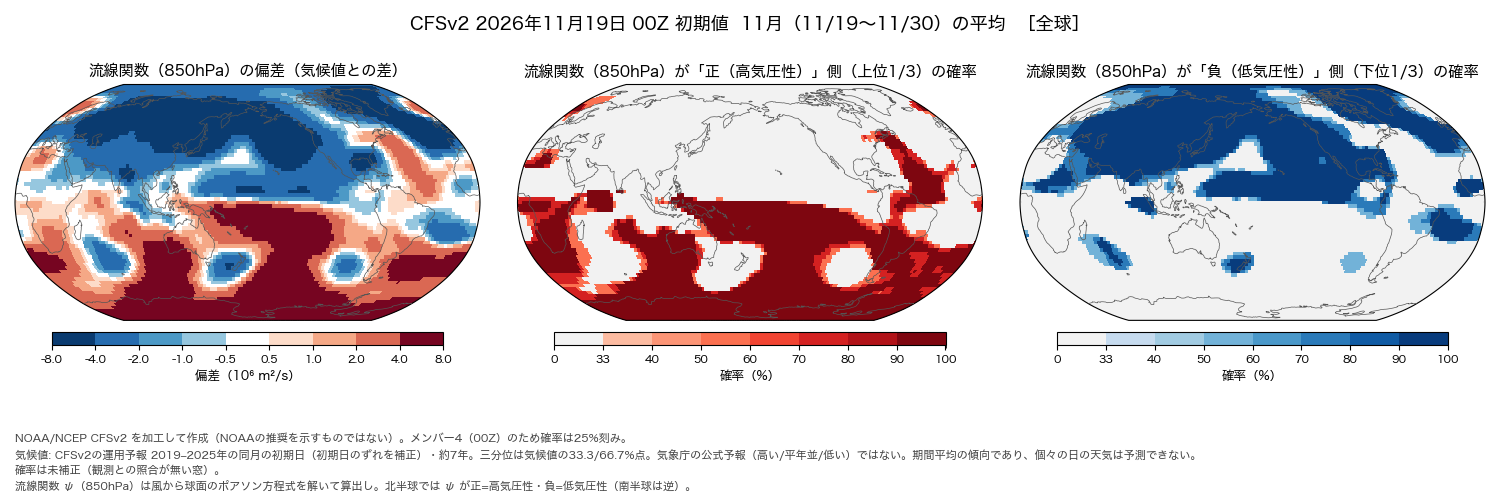 CFSv2 2026年11月19日 00Z 初期値 11月（11/19〜11/30）の平均 ［全球］
流線関数（850hPa）の偏差（気候値との差）
流線関数（850hPa）が「正（高気圧性）」側（上位1/3）の確率
流線関数（850hPa）が「負（低気圧性）」側（下位1/3）の確率
-8.0 -4.0 -2.0 -1.0 -0.5 0.5 1.0 2.0 4.0 8.0
偏差（10⁶ m²/s）
0 33 40 50 60 70 80 90 100
確率（%）
0 33 40 50 60 70 80 90 100
確率（%）
NOAA/NCEP CFSv2 を加工して作成（NOAAの推奨を示すものではない）。メンバー4（00Z）のため確率は25%刻み。
気候値: CFSv2の運用予報 2019–2025年の同月の初期日（初期日のずれを補正）・約7年。三分位は気候値の33.3/66.7%点。気象庁の公式予報（高い/平年並/低い）ではない。期間平均の傾向であり、個々の日の天気は予測できない。
確率は未補正（観測との照合が無い窓）。
流線関数 ψ（850hPa）は風から球面のポアソン方程式を解いて算出し。北半球では ψ が正=高気圧性・負=低気圧性（南半球は逆）。